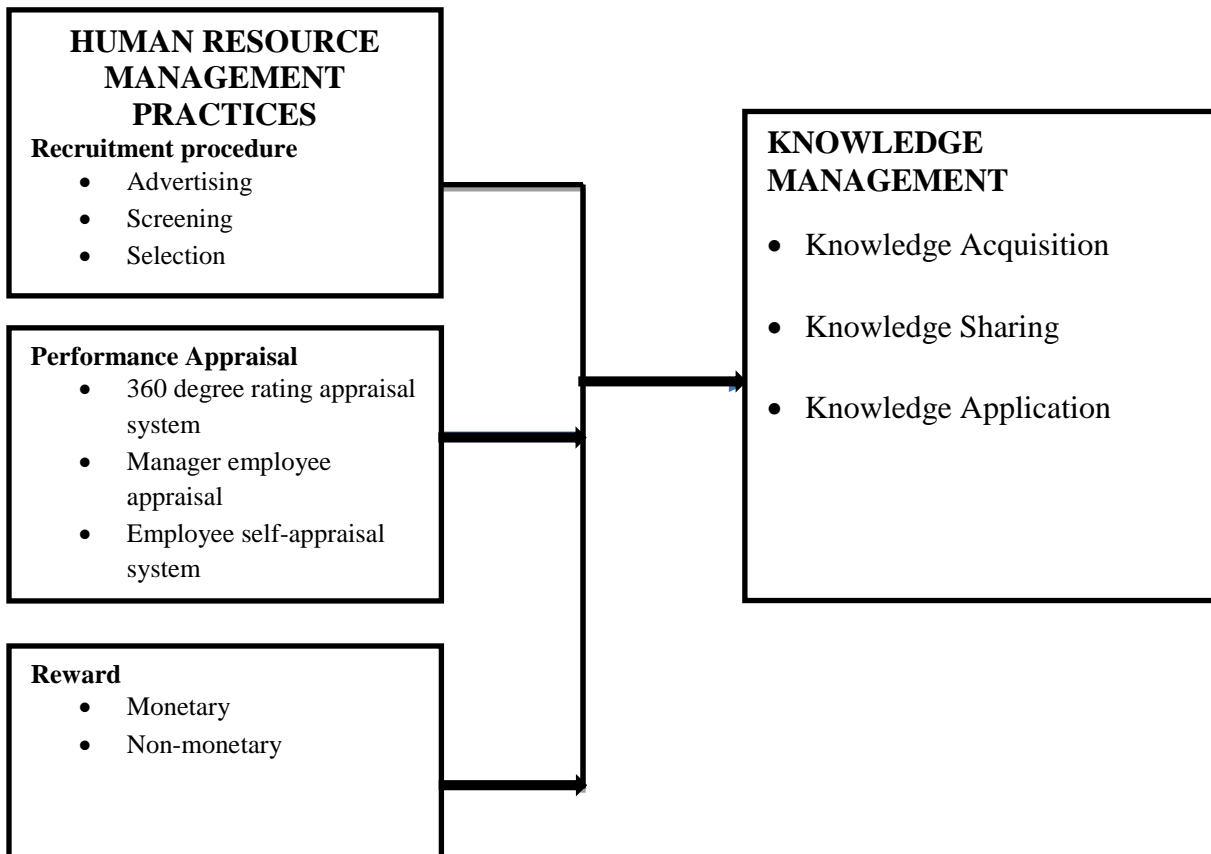 HUMAN RESOURCE
MANAGEMENT
PRACTICES
Recruitment procedure
• Advertising
• Screening
• Selection
Performance Appraisal
• 360 degree rating appraisal
system
• Manager employee
appraisal
• Employee self-appraisal
system
Reward
• Monetary
• Non-monetary
KNOWLEDGE
MANAGEMENT
• Knowledge Acquisition
• Knowledge Sharing
• Knowledge Application